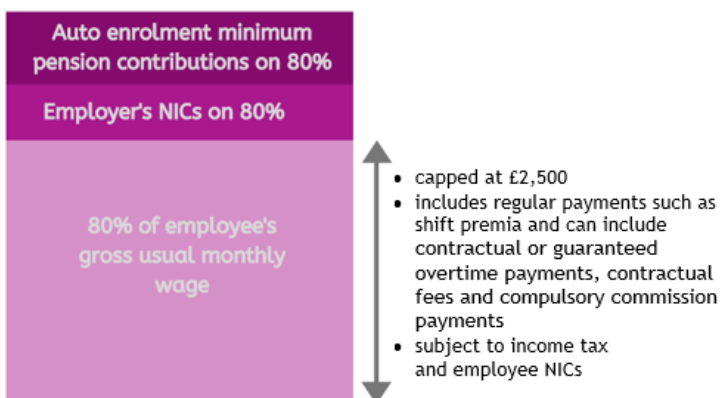 Auto enrolment minimum
pension contributions on 80%
Employer's NICs on 80%
80% of employee's
gross usual monthly
wage
• capped at £2,500
• includes regular payments such as
shift premia and can include
contractual or guaranteed
overtime payments, contractual
fees and compulsory commission
payments
• subject to income tax
and employee NICs